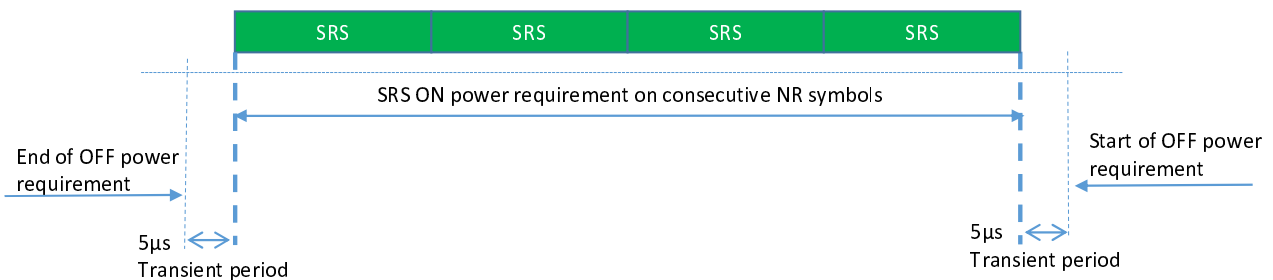 SRS SRS SRS SRS
SRS ON power requirement on consecutive NR symbols
End of OFF power
requirement
Start of OFF power
requirement
5µs
Transient period
5µs
Transient period